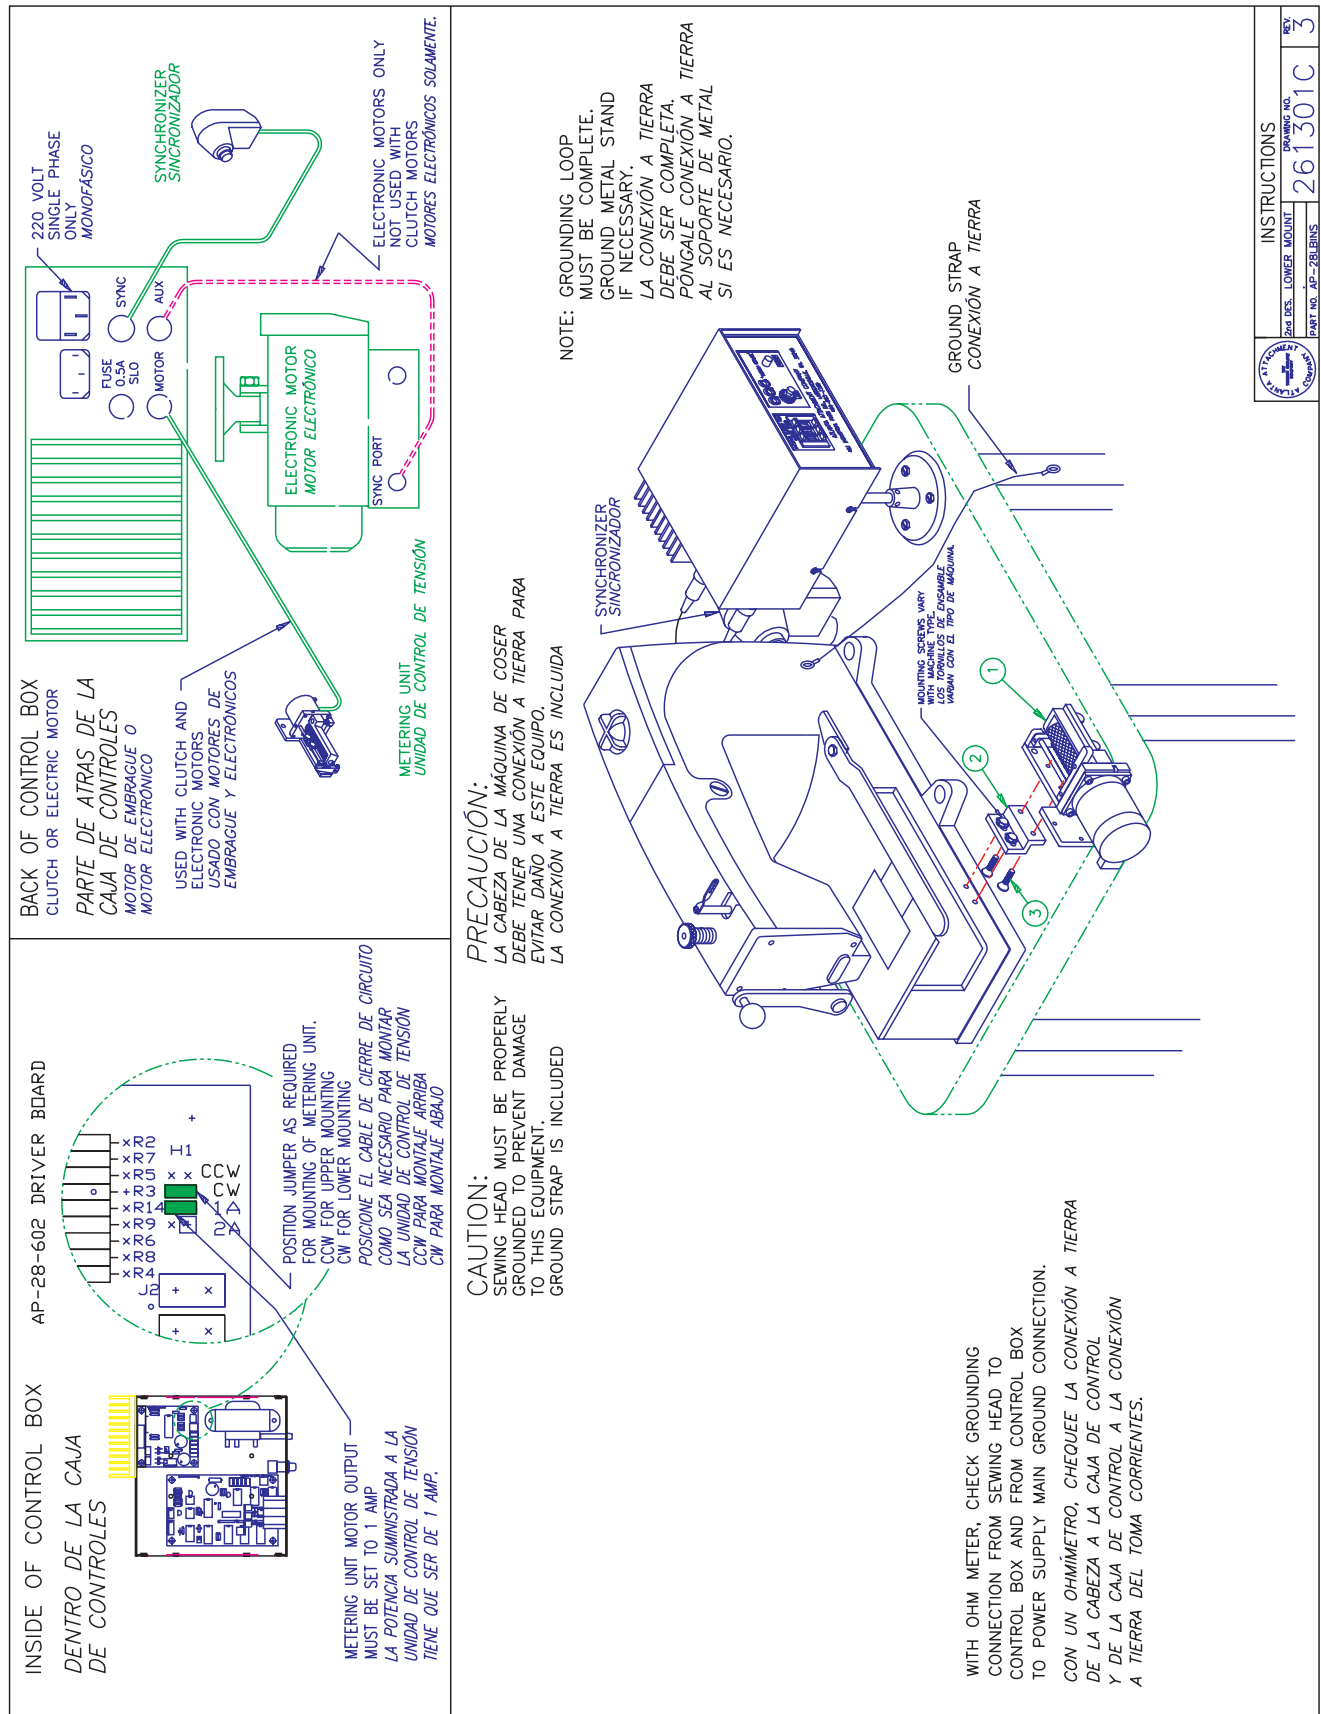 INSIDE OF CONTROL BOX
DENTRO DE LA CAJA
DE CONTROLES
AP-28-602 DRIVER BOARD
R2
R7
R5
R3
R14
R9
R6
R8
R4
J2
H1
CCW
CW
1A
2A
POSITION JUMPER AS REQUIRED
FOR MOUNTING OF METERING UNIT.
CCW FOR UPPER MOUNTING
CW FOR LOWER MOUNTING
POSICIONE EL CABLE DE CIERRE DE CIRCUITO
COMO SEA NECESARIO PARA MONTAR
LA UNIDAD DE CONTROL DE TENSIÓN
CCW PARA MONTAJE ARRIBA
CW PARA MONTAJE ABAJO
METERING UNIT MOTOR OUTPUT
MUST BE SET TO 1 AMP
LA POTENCIA SUMINISTRADA A LA
UNIDAD DE CONTROL DE TENSIÓN
TIENE QUE SER DE 1 AMP.
BACK OF CONTROL BOX
CLUTCH OR ELECTRIC MOTOR
PARTE DE ATRAS DE LA
CAJA DE CONTROLES
MOTOR DE EMBRAGUE O
MOTOR ELECTRÓNICO
USED WITH CLUTCH AND
ELECTRONIC MOTORS
USADO CON MOTORES DE
EMBRAGUE Y ELECTRÓNICOS
METERING UNIT
UNIDAD DE CONTROL DE TENSIÓN
220 VOLT
SINGLE PHASE
ONLY
MONOFÁSICO
SYNCHRONIZER
SINCRONIZADOR
FUSE
0.5A
SLO
SYNC
MOTOR
AUX
ELECTRONIC MOTOR
MOTOR ELECTRÓNICO
SYNC PORT
ELECTRONIC MOTORS ONLY
NOT USED WITH
CLUTCH MOTORS
MOTORES ELECTRÓNICOS SOLAMENTE.
CAUTION:
SEWING HEAD MUST BE PROPERLY
GROUNDED TO PREVENT DAMAGE
TO THIS EQUIPMENT.
GROUND STRAP IS INCLUDED
PRECAUCIÓN:
LA CABEZA DE LA MÁQUINA DE COSER
DEBE TENER UNA CONEXIÓN A TIERRA PARA
EVITAR DAÑO A ESTE EQUIPO.
LA CONEXIÓN A TIERRA ES INCLUIDA
NOTE: GROUNDING LOOP
MUST BE COMPLETE.
GROUND METAL STAND
IF NECESSARY.
LA CONEXIÓN A TIERRA
DEBE SER COMPLETA.
PÓNGALE CONEXIÓN A TIERRA
AL SOPORTE DE METAL
SI ES NECESARIO.
SYNCHRONIZER
SINCRONIZADOR
GROUND STRAP
CONEXIÓN A TIERRA
MOUNTING SCREWS VARY
WITH MACHINE TYPE.
LOS TORNILLOS DE ENSAMBLE
VARIAN CON EL TIPO DE MÁQUINA.
1
2
3
WITH OHM METER, CHECK GROUNDING
CONNECTION FROM SEWING HEAD TO
CONTROL BOX AND FROM CONTROL BOX
TO POWER SUPPLY MAIN GROUND CONNECTION.
CON UN OHMÍMETRO, CHEQUEE LA CONEXIÓN A TIERRA
DE LA CABEZA A LA CAJA DE CONTROL
Y DE LA CAJA DE CONTROL A LA CONEXIÓN
A TIERRA DEL TOMA CORRIENTES.
ATLANTA ATTACHMENT COMPANY
INSTRUCTIONS
2nd DES. LOWER MOUNT
PART NO. AP-28LBINS
DRAWING NO.
261301C
REV.
3